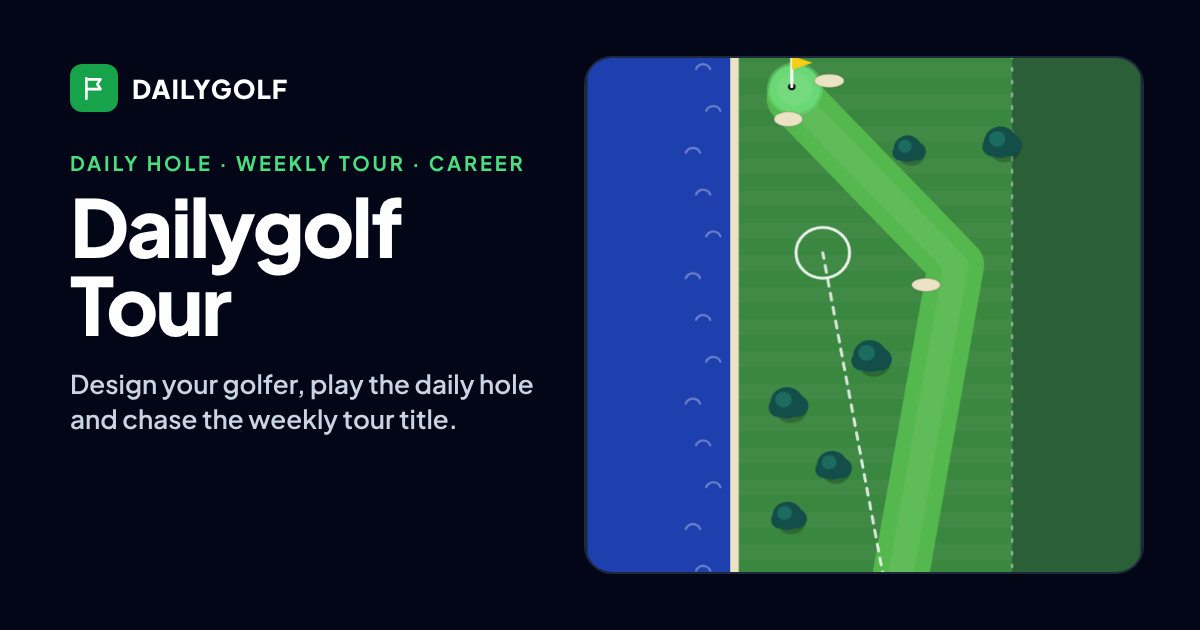 DAILYGOLF
DAILY HOLE · WEEKLY TOUR · CAREER
Dailygolf
Tour
Design your golfer, play the daily hole
and chase the weekly tour title.